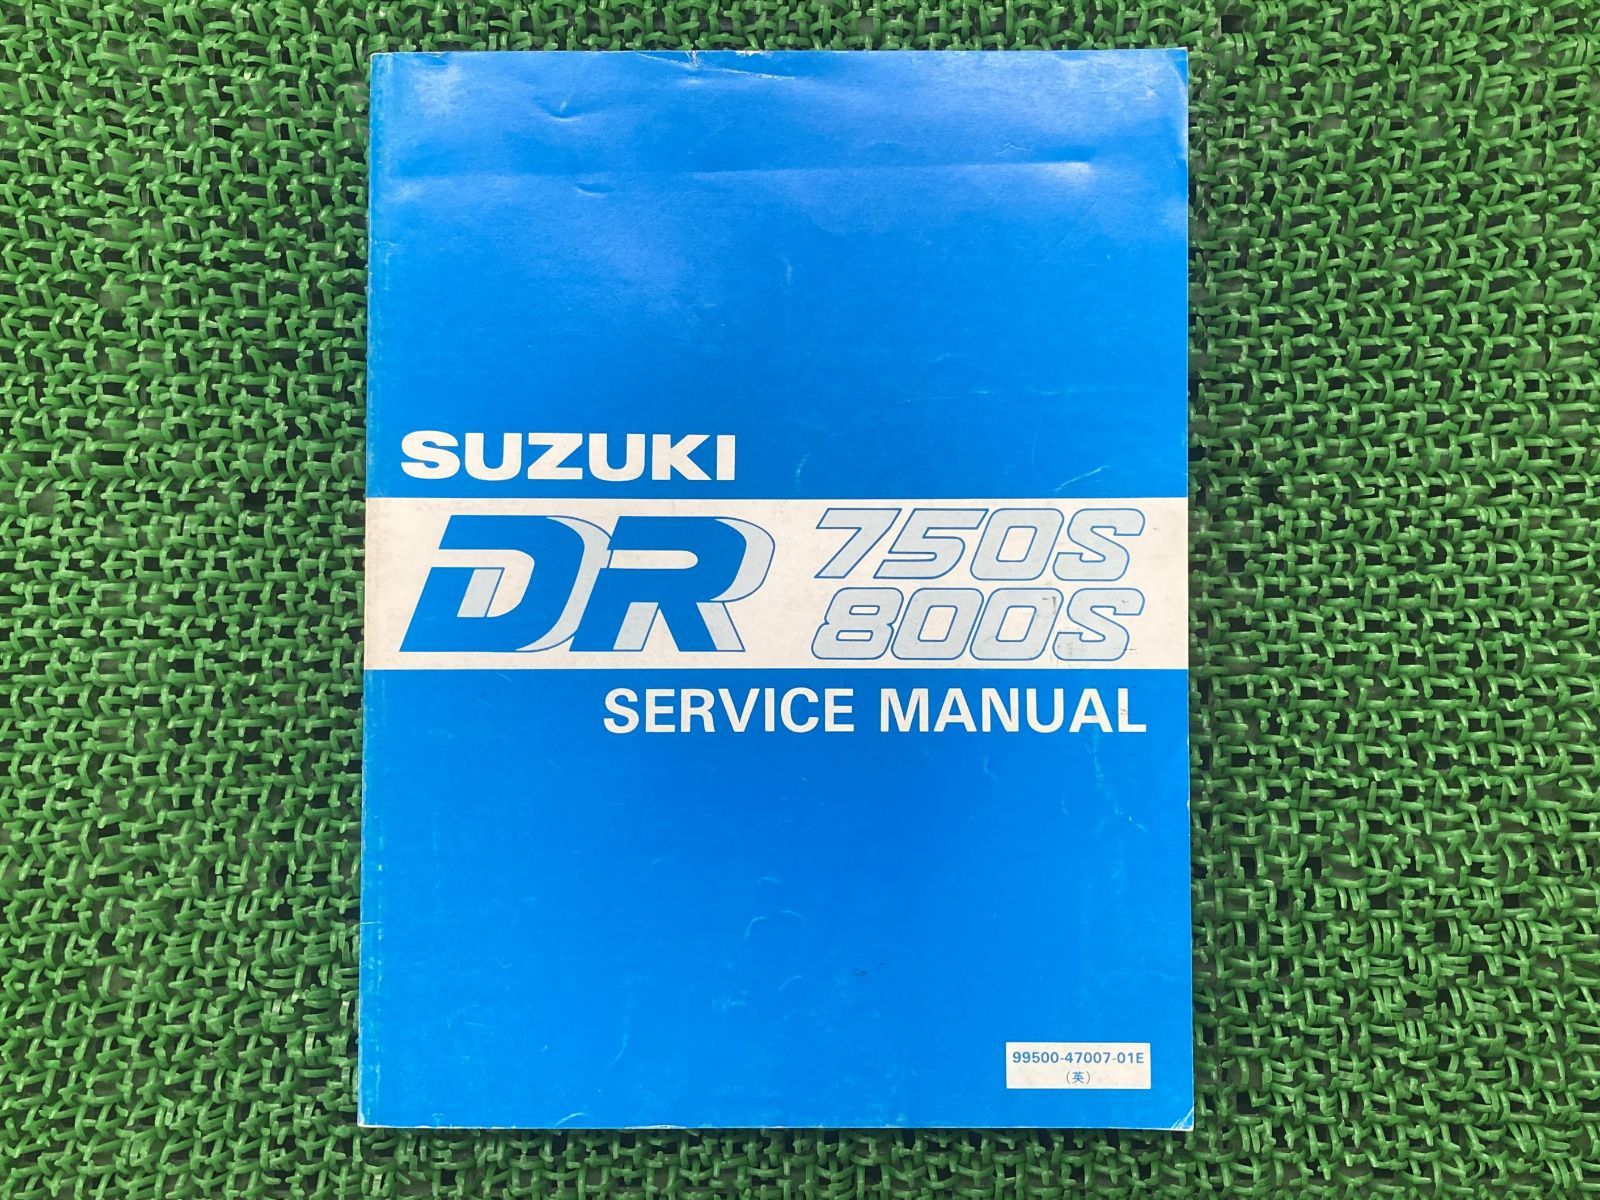 SUZUKI
DR 750S
800S
SERVICE MANUAL
99500-47007-01E
(英)